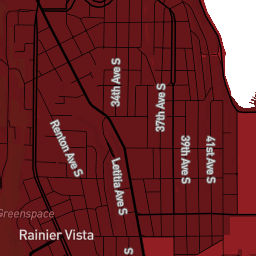 34th Ave S
37th Ave S
Renton Ave S
Letitia Ave S
39th Ave S
41st Ave S
Greenspace
Rainier Vista
S